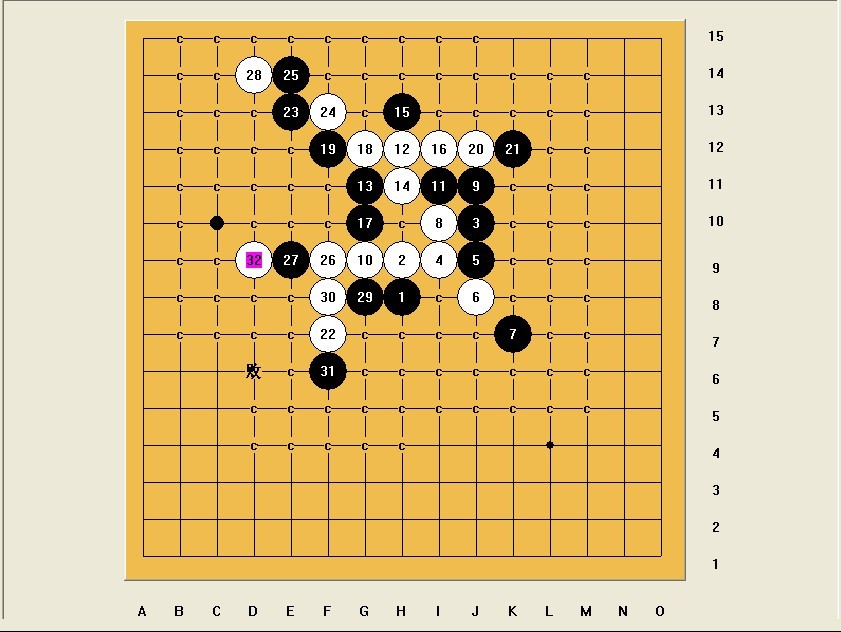 c c c c c c c c c 15
c c 28 25 c c c c c c c c 14
c c c 23 24 c 15 c c c c c 13
c c c c 19 18 12 16 20 21 c c 12
c c c c c 13 14 11 9 c c c 11
c c c c 17 c 8 3 c c c 10
c c 32 27 26 10 2 4 5 c c c 9
c c c c 30 29 1 c 6 c c c 8
c c c c 22 c c c c 7 c c 7
败 c 31 c c c c c c c 6
c c c c c c c c c c 5
c c c c c 4
3
2
1
A B C D E F G H I J K L M N O